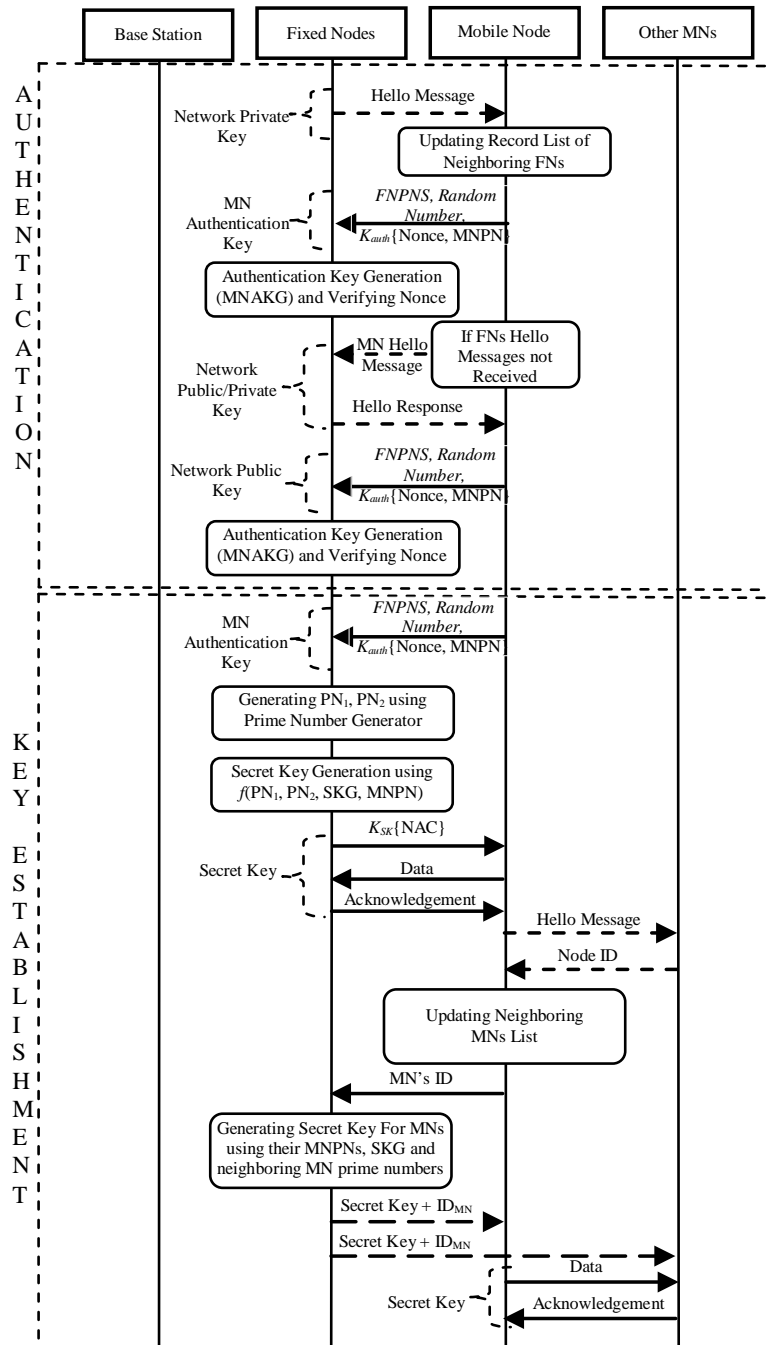 Base Station
Fixed Nodes
Mobile Node
Other MNs
AUTHENTICATION
Hello Message
Network Private
Key
Updating Record List of
Neighboring FNs
MN
Authentication
Key
FNPNS, Random
Number,
Kauth{Nonce, MNPN}
Authentication Key Generation
(MNAKG) and Verifying Nonce
If FNs Hello
Messages not
Received
MN Hello
Message
Network
Public/Private
Key
Hello Response
Network Public
Key
FNPNS, Random
Number,
Kauth{Nonce, MNPN}
Authentication Key Generation
(MNAKG) and Verifying Nonce
KEY ESTABLISHMENT
MN
Authentication
Key
FNPNS, Random
Number,
Kauth{Nonce, MNPN}
Generating PN1, PN2 using
Prime Number Generator
Secret Key Generation using
f(PN1, PN2, SKG, MNPN)
KSK{NAC}
Secret Key
Data
Acknowledgement
Hello Message
Node ID
Updating Neighboring
MNs List
MN’s ID
Generating Secret Key For MNs
using their MNPNs, SKG and
neighboring MN prime numbers
Secret Key + IDMN
Secret Key + IDMN
Data
Secret Key
Acknowledgement